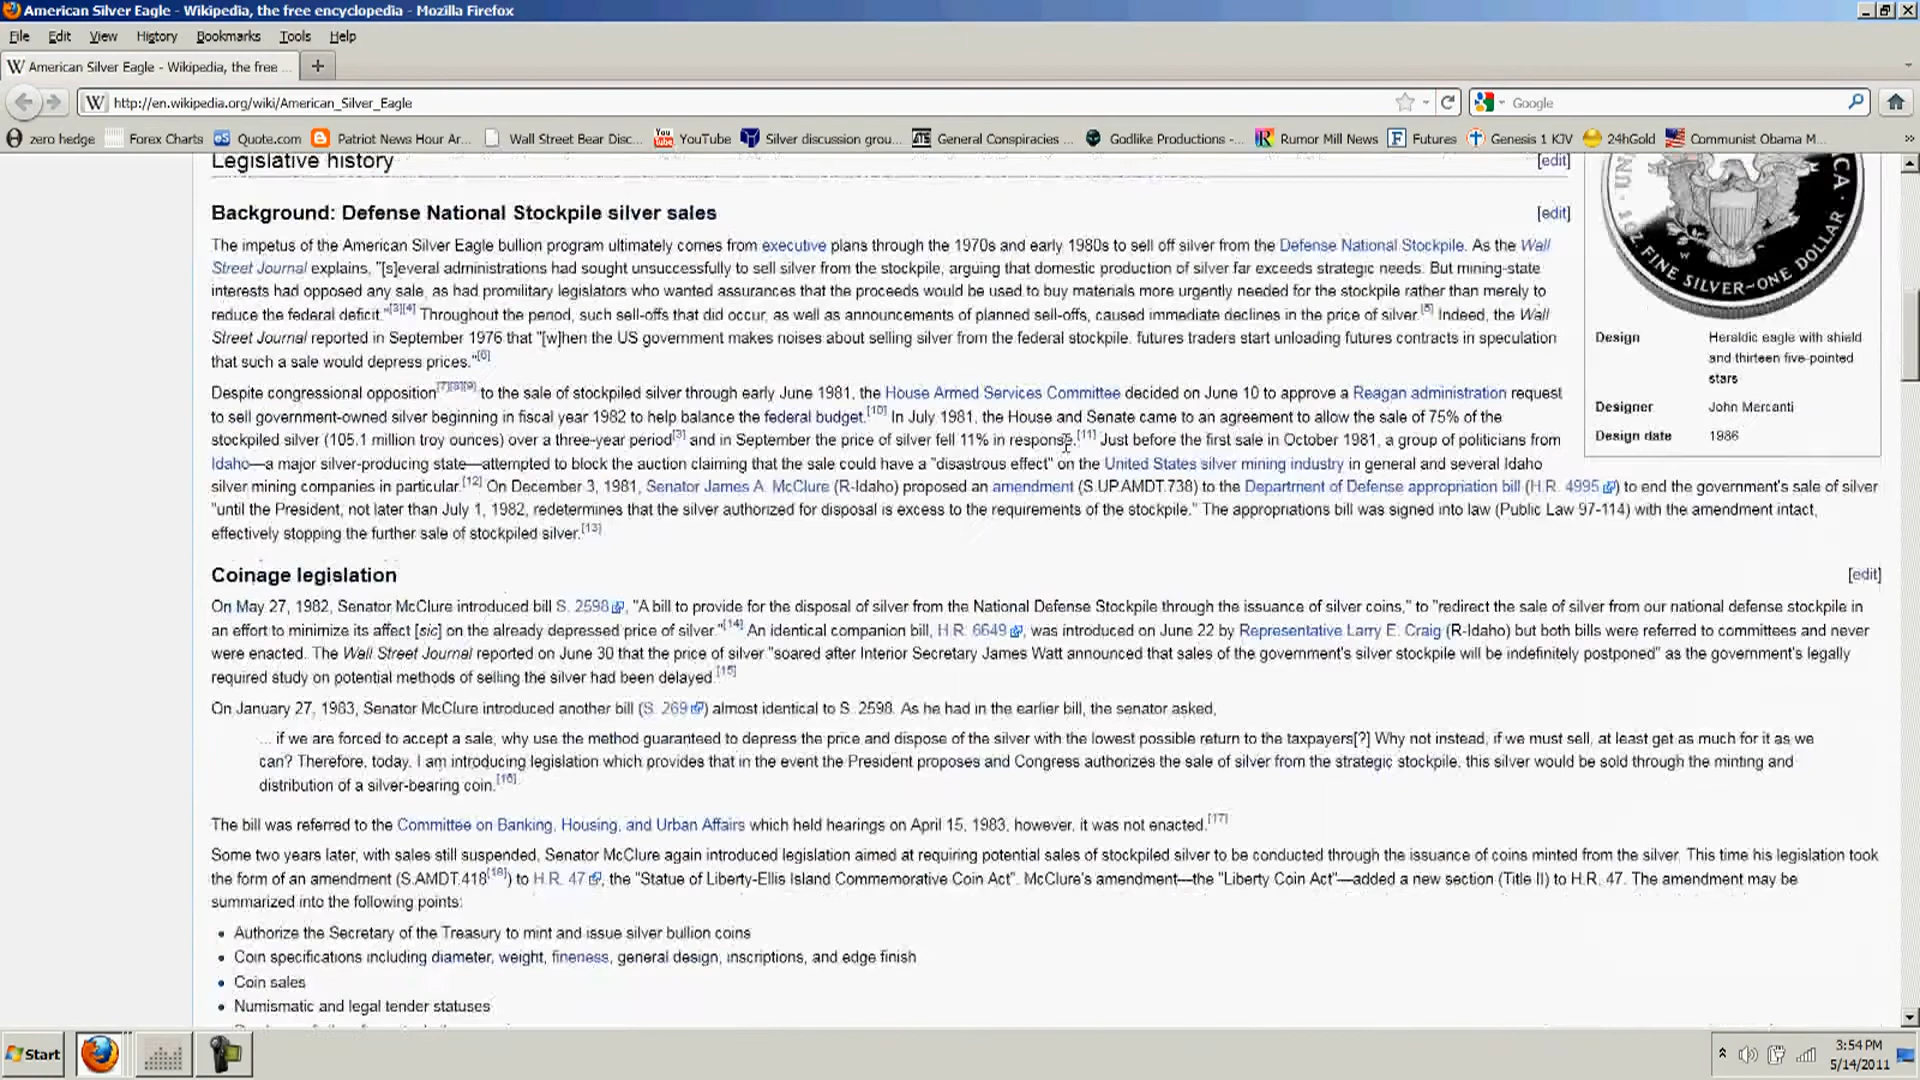 American Silver Eagle - Wikipedia, the free encyclopedia - Mozilla Firefox
File Edit View History Bookmarks Tools Help
W American Silver Eagle - Wikipedia, the free ... +
W http://en.wikipedia.org/wiki/American_Silver_Eagle Google
zero hedge Forex Charts Quote.com Patriot News Hour Ar... Wall Street Bear Disc... YouTube Silver discussion grou... General Conspiracies ... Godlike Productions -... Rumor Mill News Futures Genesis 1 KJV 24hGold Communist Obama M... »
Legislative history [edit]
Background: Defense National Stockpile silver sales [edit]
The impetus of the American Silver Eagle bullion program ultimately comes from executive plans through the 1970s and early 1980s to sell off silver from the Defense National Stockpile. As the Wall
Street Journal explains, "[s]everal administrations had sought unsuccessfully to sell silver from the stockpile, arguing that domestic production of silver far exceeds strategic needs. But mining-state
interests had opposed any sale, as had promilitary legislators who wanted assurances that the proceeds would be used to buy materials more urgently needed for the stockpile rather than merely to
reduce the federal deficit."[3][4] Throughout the period, such sell-offs that did occur, as well as announcements of planned sell-offs, caused immediate declines in the price of silver.[5] Indeed, the Wall
Street Journal reported in September 1976 that "[w]hen the US government makes noises about selling silver from the federal stockpile, futures traders start unloading futures contracts in speculation
that such a sale would depress prices."[6]
Despite congressional opposition[7][8][9] to the sale of stockpiled silver through early June 1981, the House Armed Services Committee decided on June 10 to approve a Reagan administration request
to sell government-owned silver beginning in fiscal year 1982 to help balance the federal budget.[10] In July 1981, the House and Senate came to an agreement to allow the sale of 75% of the
stockpiled silver (105.1 million troy ounces) over a three-year period[3] and in September the price of silver fell 11% in response.[11] Just before the first sale in October 1981, a group of politicians from
Idaho—a major silver-producing state—attempted to block the auction claiming that the sale could have a "disastrous effect" on the United States silver mining industry in general and several Idaho
silver mining companies in particular.[12] On December 3, 1981, Senator James A. McClure (R-Idaho) proposed an amendment (S.UP.AMDT.738) to the Department of Defense appropriation bill (H.R. 4995) to end the government's sale of silver
"until the President, not later than July 1, 1982, redetermines that the silver authorized for disposal is excess to the requirements of the stockpile." The appropriations bill was signed into law (Public Law 97-114) with the amendment intact,
effectively stopping the further sale of stockpiled silver.[13]
FINE SILVER~ONE DOLLAR
Design Heraldic eagle with shield
and thirteen five-pointed
stars
Designer John Mercanti
Design date 1986
Coinage legislation [edit]
On May 27, 1982, Senator McClure introduced bill S. 2598, "A bill to provide for the disposal of silver from the National Defense Stockpile through the issuance of silver coins," to "redirect the sale of silver from our national defense stockpile in
an effort to minimize its affect [sic] on the already depressed price of silver."[14] An identical companion bill, H.R. 6649, was introduced on June 22 by Representative Larry E. Craig (R-Idaho) but both bills were referred to committees and never
were enacted. The Wall Street Journal reported on June 30 that the price of silver "soared after Interior Secretary James Watt announced that sales of the government's silver stockpile will be indefinitely postponed" as the government's legally
required study on potential methods of selling the silver had been delayed.[15]
On January 27, 1983, Senator McClure introduced another bill (S. 269) almost identical to S. 2598. As he had in the earlier bill, the senator asked,
... if we are forced to accept a sale, why use the method guaranteed to depress the price and dispose of the silver with the lowest possible return to the taxpayers[?] Why not instead, if we must sell, at least get as much for it as we
can? Therefore, today, I am introducing legislation which provides that in the event the President proposes and Congress authorizes the sale of silver from the strategic stockpile, this silver would be sold through the minting and
distribution of a silver-bearing coin.[16]
The bill was referred to the Committee on Banking, Housing, and Urban Affairs which held hearings on April 15, 1983, however, it was not enacted.[17]
Some two years later, with sales still suspended, Senator McClure again introduced legislation aimed at requiring potential sales of stockpiled silver to be conducted through the issuance of coins minted from the silver. This time his legislation took
the form of an amendment (S.AMDT.418[18]) to H.R. 47, the "Statue of Liberty-Ellis Island Commemorative Coin Act". McClure's amendment—the "Liberty Coin Act"—added a new section (Title II) to H.R. 47. The amendment may be
summarized into the following points:
• Authorize the Secretary of the Treasury to mint and issue silver bullion coins
• Coin specifications including diameter, weight, fineness, general design, inscriptions, and edge finish
• Coin sales
• Numismatic and legal tender statuses
Start 3:54 PM
5/14/2011